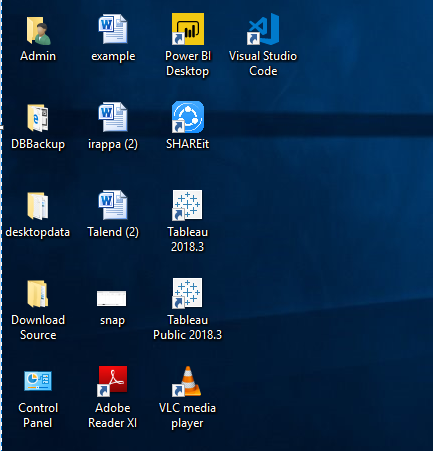 Admin
example
Power BI
Desktop
Visual Studio
Code
DBBackup
irappa (2)
SHAREit
desktopdata
Talend (2)
Tableau
2018.3
Download
Source
snap
Tableau
Public 2018.3
Control
Panel
Adobe
Reader XI
VLC media
player